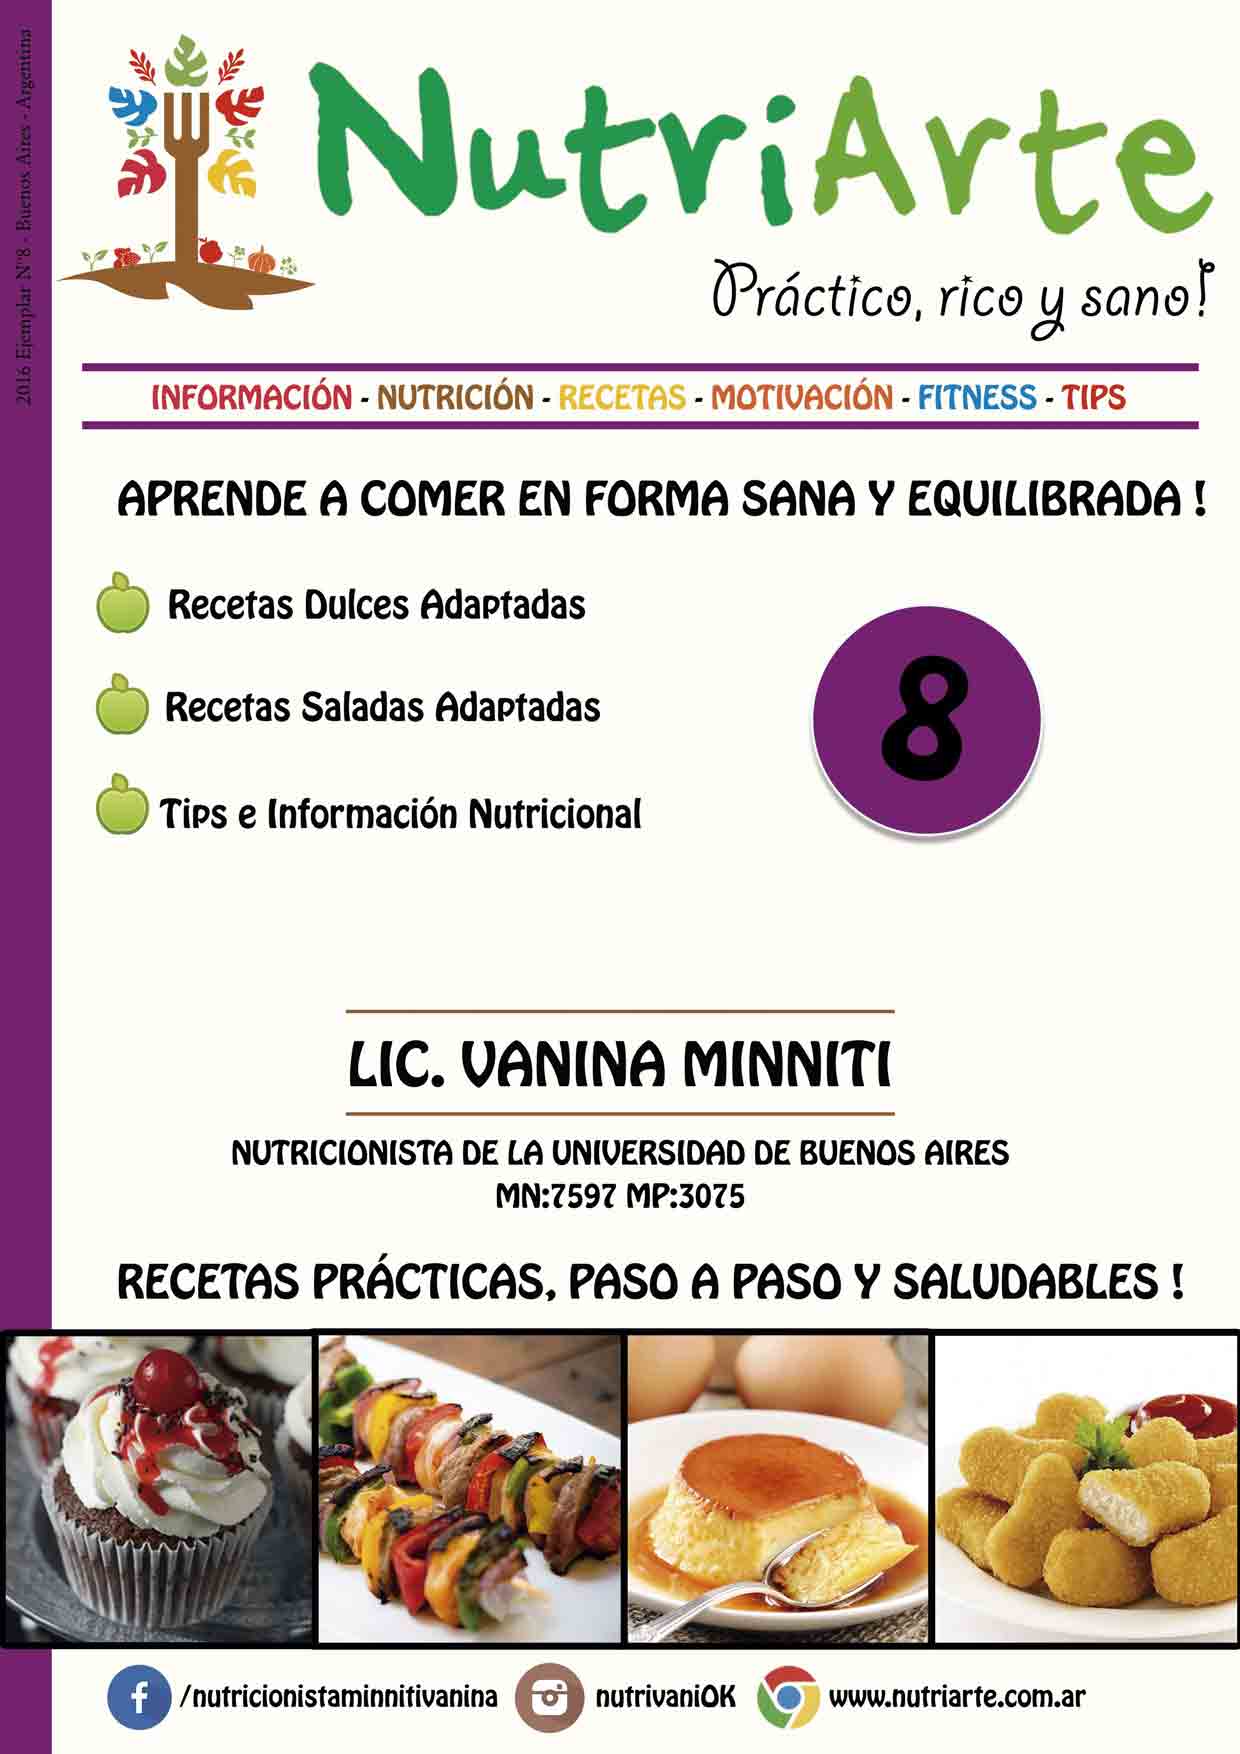 2016 Ejemplar N°8 - Buenos Aires - Argentina
NutriArte
Práctico, rico y sano!
INFORMACIÓN - NUTRICIÓN - RECETAS - MOTIVACIÓN - FITNESS - TIPS
APRENDE A COMER EN FORMA SANA Y EQUILIBRADA !
Recetas Dulces Adaptadas
Recetas Saladas Adaptadas
Tips e Información Nutricional
8
LIC. VANINA MINNITI
NUTRICIONISTA DE LA UNIVERSIDAD DE BUENOS AIRES
MN:7597 MP:3075
RECETAS PRÁCTICAS, PASO A PASO Y SALUDABLES !
/nutricionistaminnitivanina nutrivaniOK www.nutriarte.com.ar